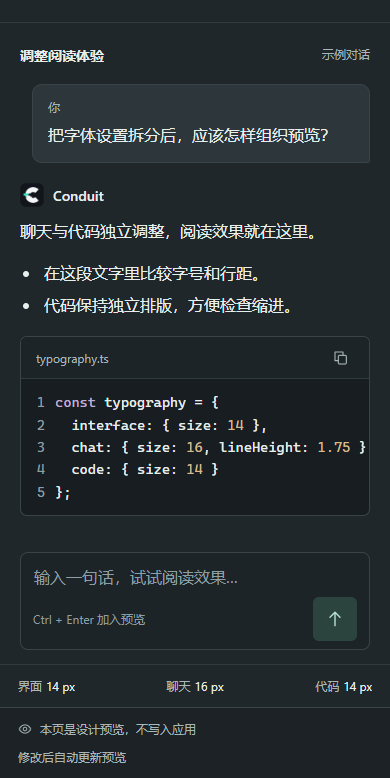 调整阅读体验 示例对话
你
把字体设置拆分后，应该怎样组织预览？
Conduit
聊天与代码独立调整，阅读效果就在这里。
• 在这段文字里比较字号和行距。
• 代码保持独立排版，方便检查缩进。
typography.ts
1 const typography = {
2   interface: { size: 14 },
3   chat: { size: 16, lineHeight: 1.75 }
4   code: { size: 14 }
5 };
输入一句话，试试阅读效果...
Ctrl + Enter 加入预览
界面 14 px 聊天 16 px 代码 14 px
本页是设计预览，不写入应用
修改后自动更新预览